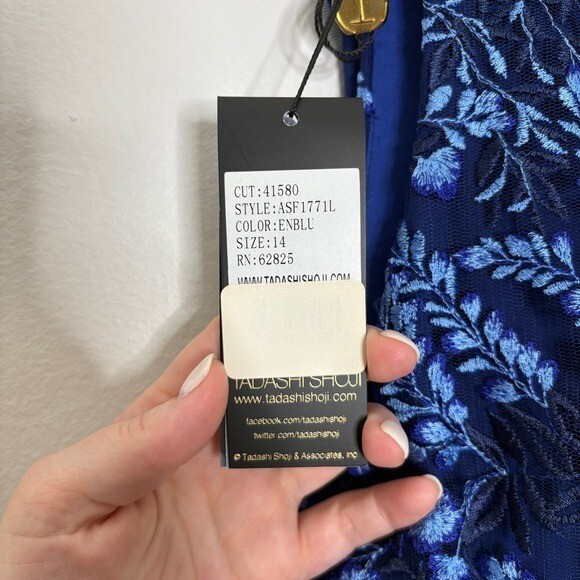 CUT:41580
STYLE:ASF1771L
COLOR:ENBLU
SIZE:14
RN:62825
WWW.TADASHISHOJI.COM
TADASHI SHOJI
www.tadashishoji.com
facebook.com/tadashishoji
twitter.com/tadashishoji
© Tadashi Shoji & Associates, Inc